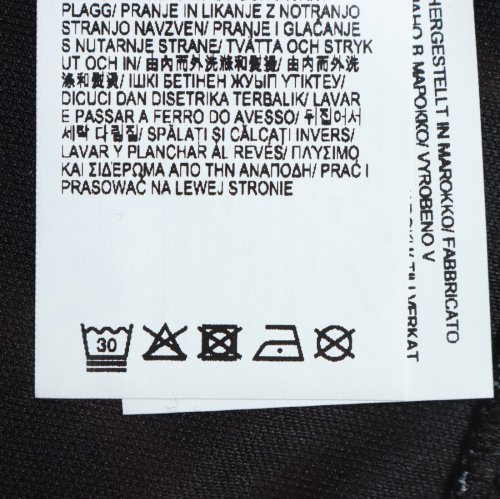 PLAGG/ PRANJE IN LIKANJE Z NOTRANJO
STRANJO NAVZVEN/ PRANJE I GLAČANJE
S NUTARNJE STRANE/ TVÄTTA OCH STRYK
UT OCH IN/ 由內而外洗滌和熨燙/ 由内而外洗
涤和熨烫/ ІШКІ БЕТІНЕН ЖУЫП ҮТІКТЕУ/
DICUCI DAN DISETRIKA TERBALIK/ LAVAR
E PASSAR A FERRO DO AVESSO/ 뒤집어서
세탁 다림질/ SPĂLAȚI ȘI CĂLCAȚI INVERS/
LAVAR Y PLANCHAR AL REVÉS/ ΠΛΥΣΙΜΟ
ΚΑΙ ΣΙΔΕΡΩΜΑ ΑΠΟ ΤΗΝ ΑΝΑΠΟΔΗ/ PRAĆ I
PRASOWAĆ NA LEWEJ STRONIE
30
HERGESTELLT IN MAROKKO/ FABBRICATO
В МАРОККО/ VYROBENO V
TILLVERKAT